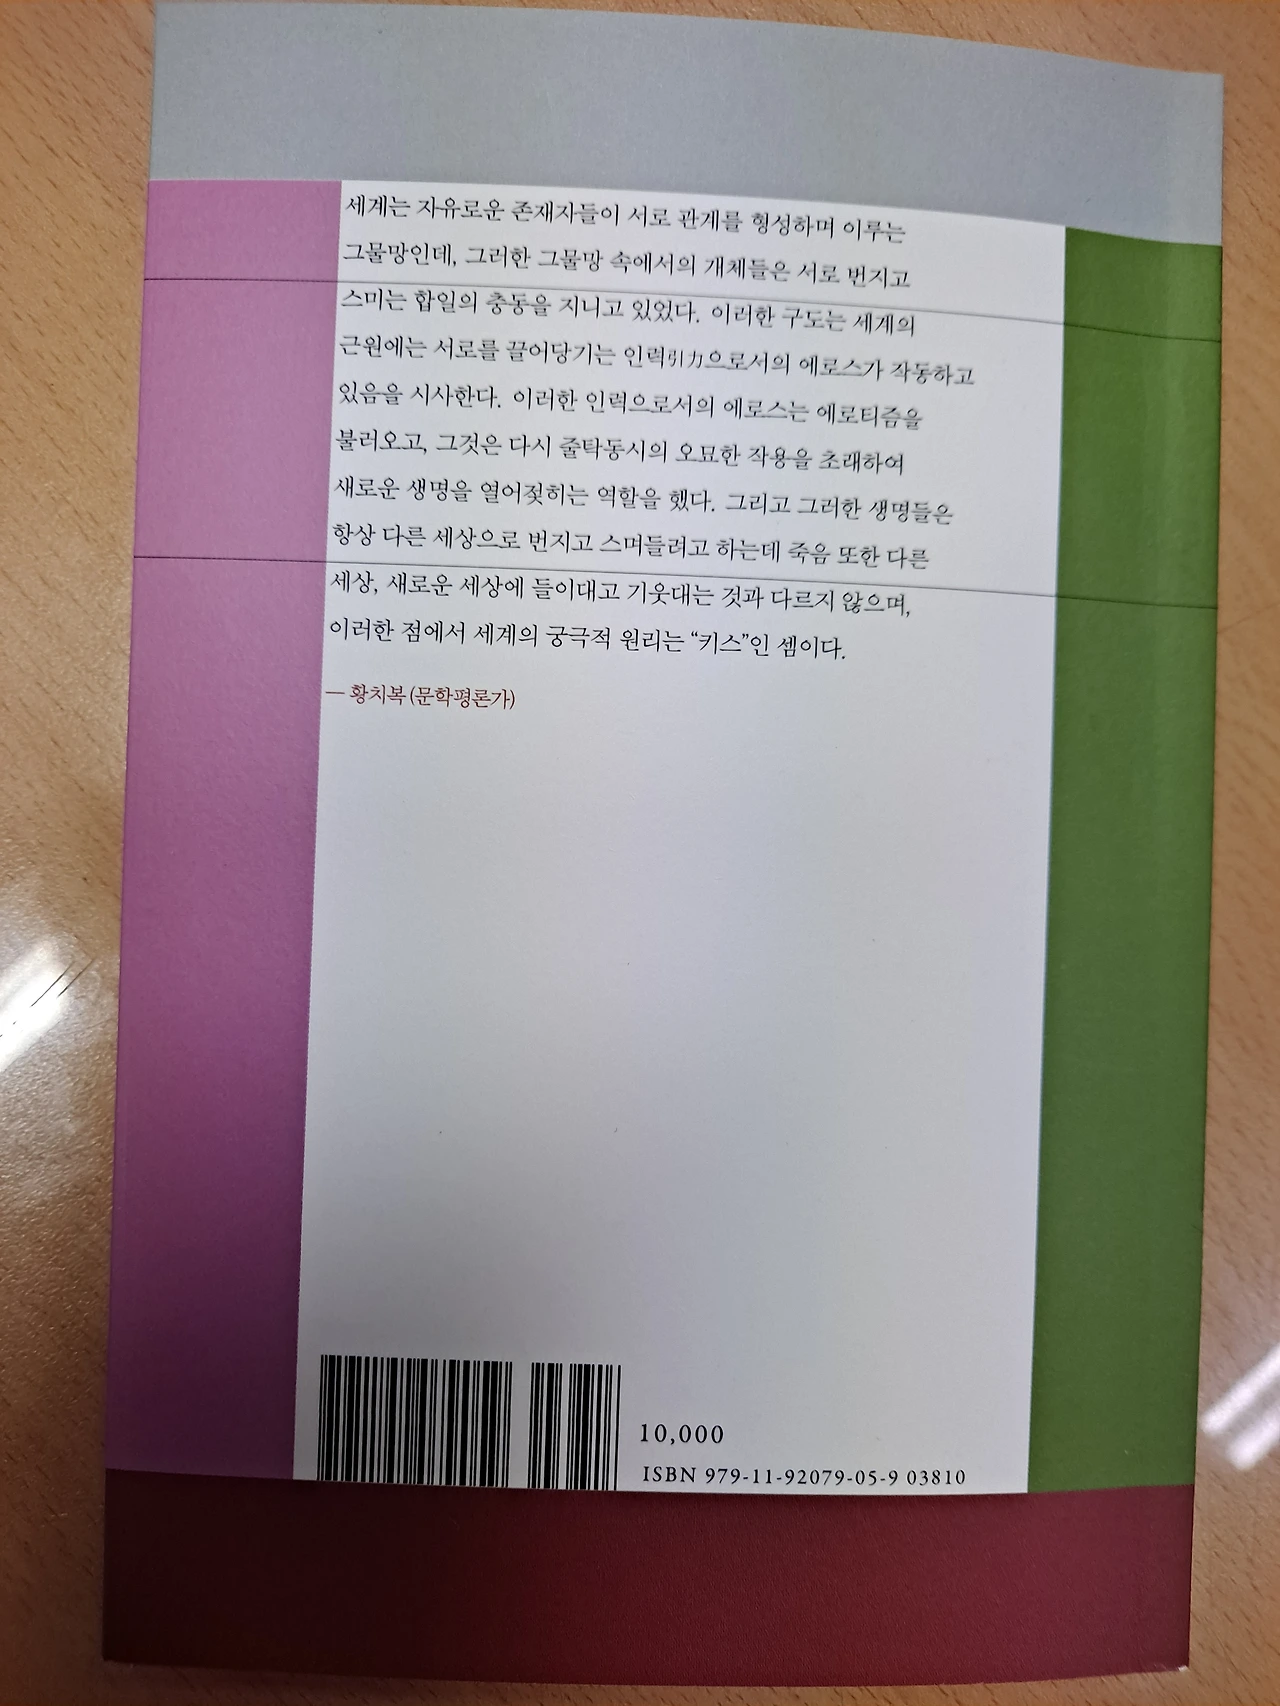 세계는 자유로운 존재자들이 서로 관계를 형성하며 이루는
그물망인데, 그러한 그물망 속에서의 개체들은 서로 번지고
스미는 합일의 충동을 지니고 있었다. 이러한 구도는 세계의
근원에는 서로를 끌어당기는 인력引力으로서의 에로스가 작동하고
있음을 시사한다. 이러한 인력으로서의 에로스는 에로티즘을
불러오고, 그것은 다시 줄탁동시의 오묘한 작용을 초래하여
새로운 생명을 열어젖히는 역할을 했다. 그리고 그러한 생명들은
항상 다른 세상으로 번지고 스며들려고 하는데 죽음 또한 다른
세상, 새로운 세상에 들이대고 기웃대는 것과 다르지 않으며,
이러한 점에서 세계의 궁극적 원리는 “키스”인 셈이다.
— 황치복(문학평론가)
10,000
ISBN 979-11-92079-05-9 03810